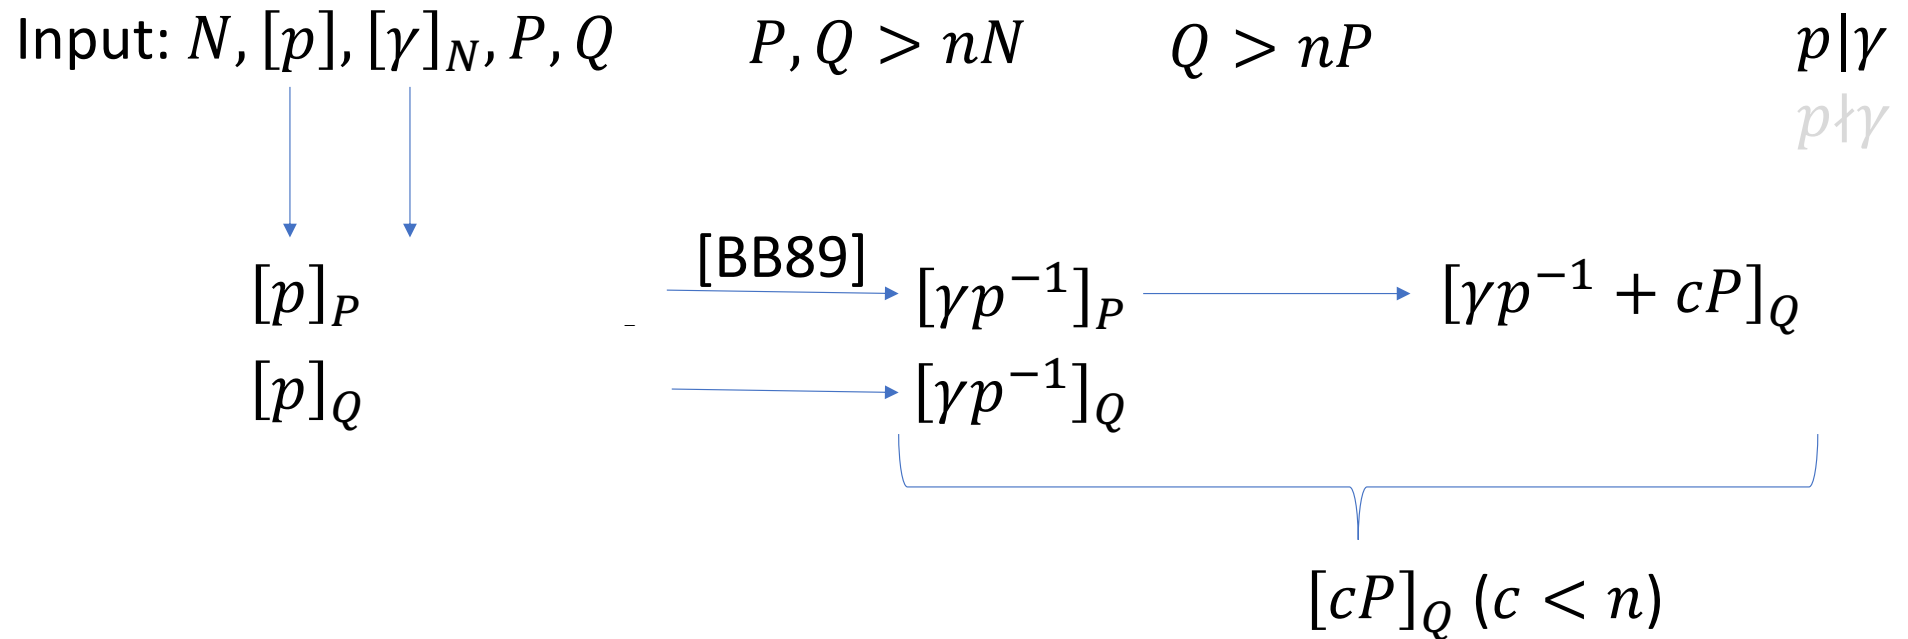 Input: N, [p], [γ]_N, P, Q P, Q > nN Q > nP p|γ
p∤γ
[BB89]
[p]_P [γp^{-1}]_P [γp^{-1} + cP]_Q
[p]_Q [γp^{-1}]_Q
[cP]_Q (c < n)